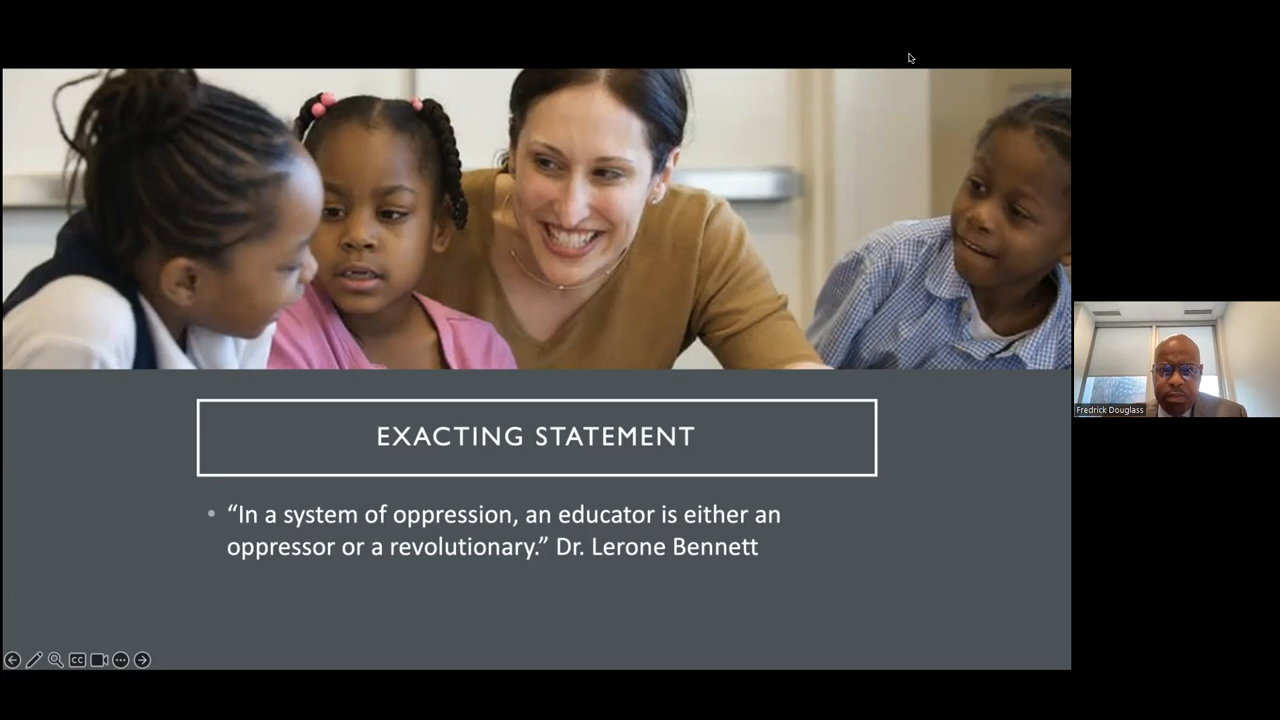 EXACTING STATEMENT
• “In a system of oppression, an educator is either an
oppressor or a revolutionary.” Dr. Lerone Bennett
Fredrick Douglass
CC